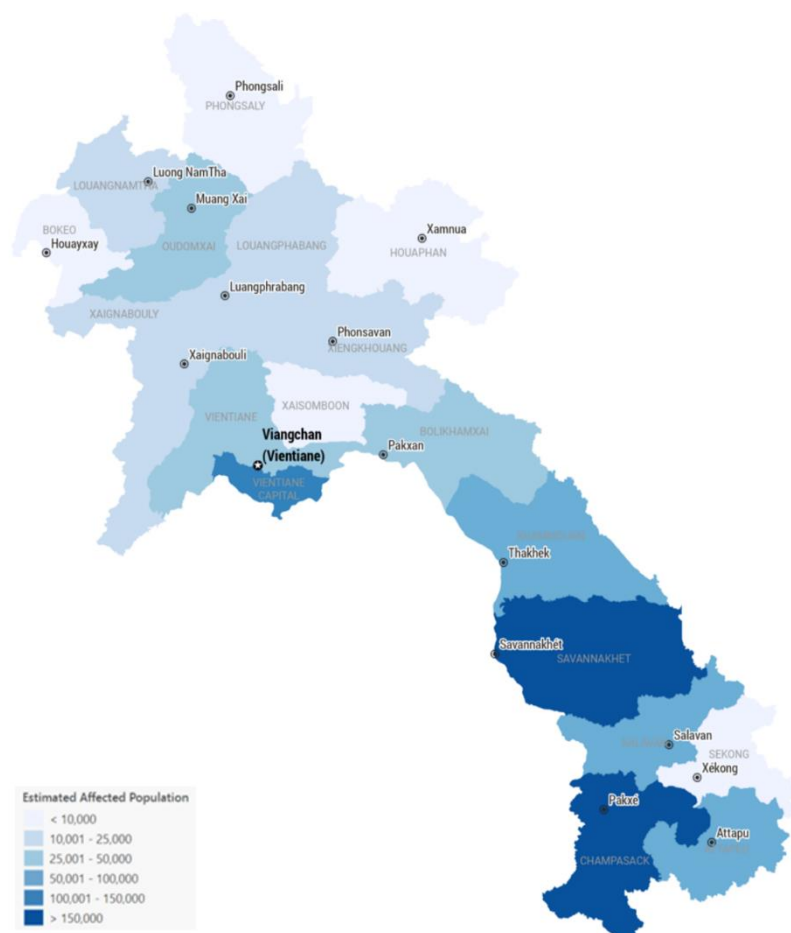 Phongsali
PHONGSALY
Luong NamTha
LOUANGNAMTHA
Muang Xai
BOKEO
Houayxay
OUDOMXAI
LOUANGPHABANG
Xamnua
HOUAPHAN
Luangphrabang
XAIGNABOULY
Phonsavan
XIENGKHOUANG
Xaignabouli
XAISOMBOON
VIENTIANE
Viangchan
(Vientiane)
BOLIKHAMXAI
Pakxan
VIENTIANE
CAPITAL
Thakhek
Savannakhét
SAVANNAKHET
Salavan
SEKONG
Xékong
Pakxé
Attapu
CHAMPASACK
Estimated Affected Population
< 10,000
10,001 - 25,000
25,001 - 50,000
50,001 - 100,000
100,001 - 150,000
> 150,000